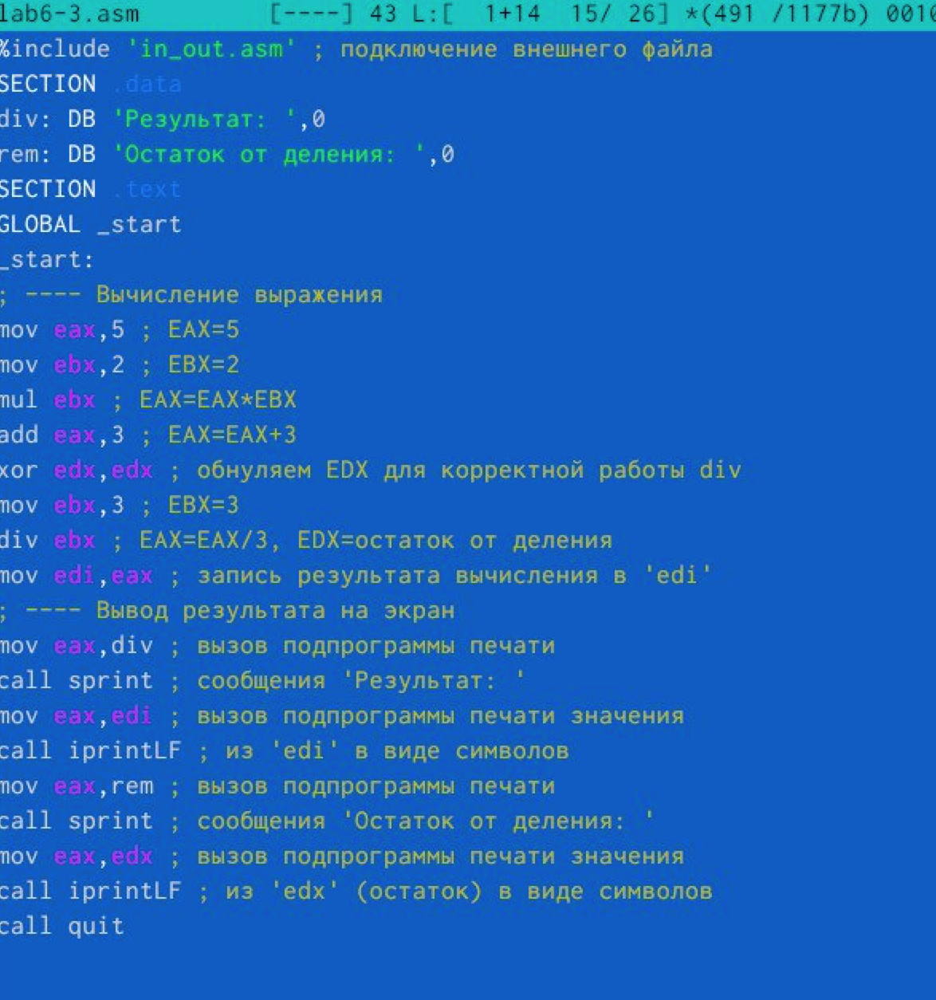 lab6-3.asm [----] 43 L:[ 1+14 15/ 26] *(491 /1177b) 0010
%include 'in_out.asm' ; подключение внешнего файла
SECTION .data
div: DB 'Результат: ',0
rem: DB 'Остаток от деления: ',0
SECTION .text
GLOBAL _start
_start:
; ---- Вычисление выражения
mov eax,5 ; EAX=5
mov ebx,2 ; EBX=2
mul ebx ; EAX=EAX*EBX
add eax,3 ; EAX=EAX+3
xor edx,edx ; обнуляем EDX для корректной работы div
mov ebx,3 ; EBX=3
div ebx ; EAX=EAX/3, EDX=остаток от деления
mov edi,eax ; запись результата вычисления в 'edi'
; ---- Вывод результата на экран
mov eax,div ; вызов подпрограммы печати
call sprint ; сообщения 'Результат: '
mov eax,edi ; вызов подпрограммы печати значения
call iprintLF ; из 'edi' в виде символов
mov eax,rem ; вызов подпрограммы печати
call sprint ; сообщения 'Остаток от деления: '
mov eax,edx ; вызов подпрограммы печати значения
call iprintLF ; из 'edx' (остаток) в виде символов
call quit